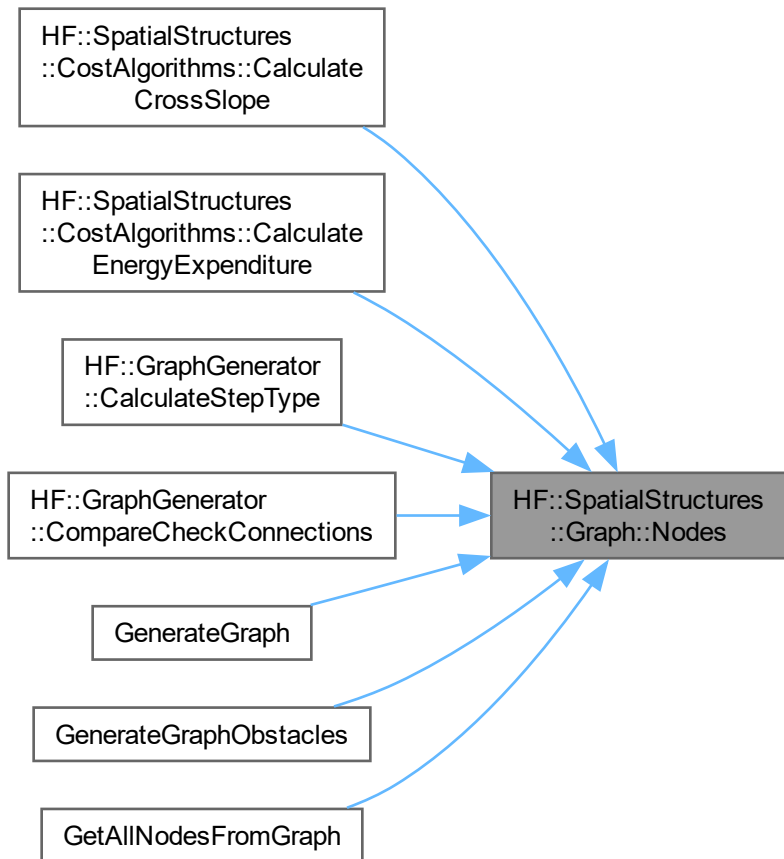 HF::SpatialStructures
::CostAlgorithms::Calculate
CrossSlope
HF::SpatialStructures
::CostAlgorithms::Calculate
EnergyExpenditure
HF::GraphGenerator
::CalculateStepType
HF::GraphGenerator
::CompareCheckConnections
HF::SpatialStructures
::Graph::Nodes
GenerateGraph
GenerateGraphObstacles
GetAllNodesFromGraph